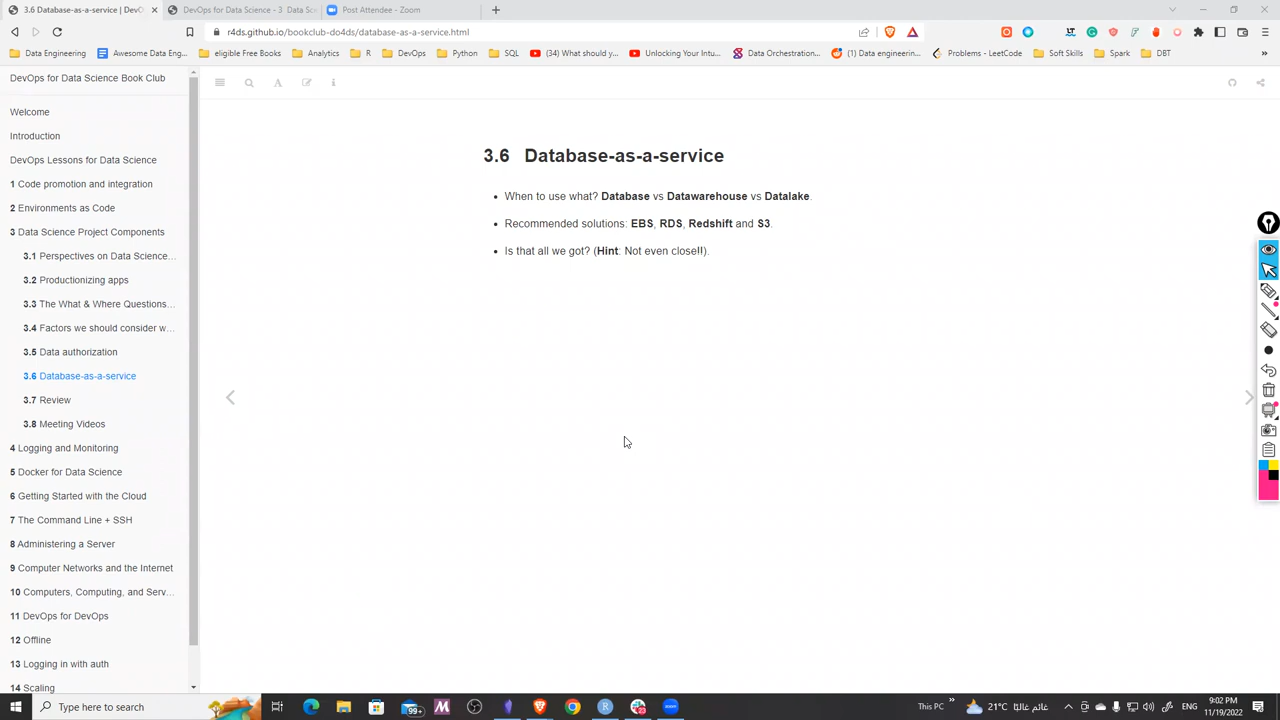 3.6 Database-as-a-service | DevO
DevOps for Data Science - 3 Data Sc
Post Attendee - Zoom
r4ds.github.io/bookclub-do4ds/database-as-a-service.html
Data Engineering
Awesome Data Eng...
eligible Free Books
Analytics
R
DevOps
Python
SQL
(34) What should y...
Unlocking Your Intu...
Data Orchestration...
(1) Data engineering...
Problems - LeetCode
Soft Skills
Spark
DBT
DevOps for Data Science Book Club
Welcome
Introduction
DevOps Lessons for Data Science
1 Code promotion and integration
2 Environments as Code
3 Data Science Project Components
3.1 Perspectives on Data Science...
3.2 Productionizing apps
3.3 The What & Where Questions...
3.4 Factors we should consider w...
3.5 Data authorization
3.6 Database-as-a-service
3.7 Review
3.8 Meeting Videos
4 Logging and Monitoring
5 Docker for Data Science
6 Getting Started with the Cloud
7 The Command Line + SSH
8 Administering a Server
9 Computer Networks and the Internet
10 Computers, Computing, and Serv...
11 DevOps for DevOps
12 Offline
13 Logging in with auth
14 Scaling
3.6 Database-as-a-service
• When to use what? Database vs Datawarehouse vs Datalake.
• Recommended solutions: EBS, RDS, Redshift and S3.
• Is that all we got? (Hint: Not even close!!).
Type here to search
99+
This PC
21°C غائم غالبًا
ENG
9:02 PM
11/19/2022